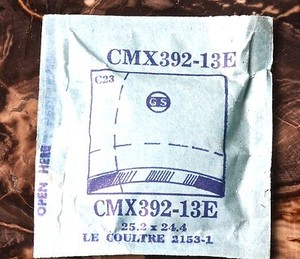 CMX392-13E
C23
GS
OPEN HERE
CMX392-13E
25.2 x 24.4
LE COULTRE 2153-1